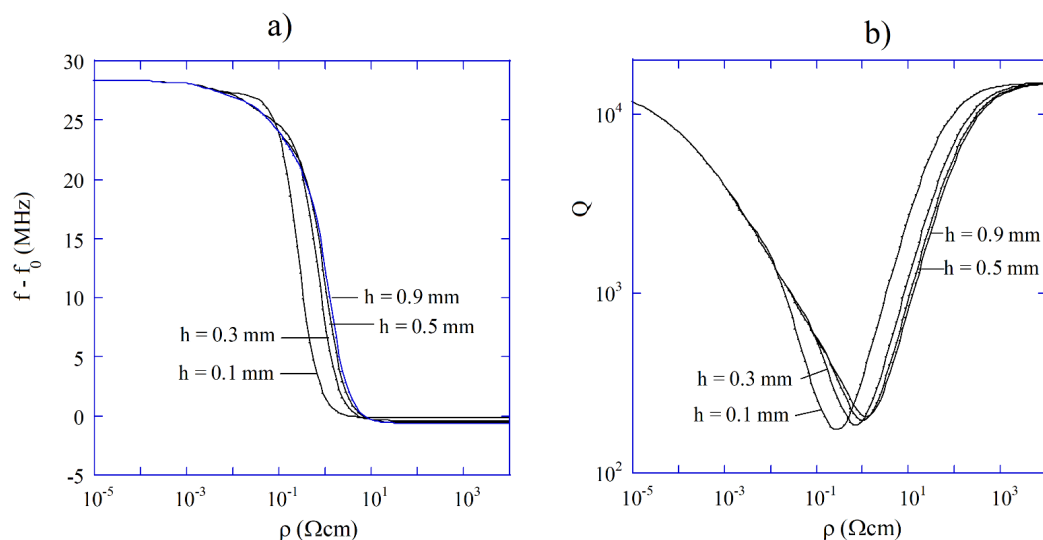 a)
30
25
20
15
10
5
0
-5
f - f₀ (MHz)
h = 0.9 mm
h = 0.5 mm
h = 0.3 mm
h = 0.1 mm
10⁻⁵ 10⁻³ 10⁻¹ 10¹ 10³
ρ (Ωcm)
b)
10⁴
10³
10²
Q
h = 0.9 mm
h = 0.5 mm
h = 0.3 mm
h = 0.1 mm
10⁻⁵ 10⁻³ 10⁻¹ 10¹ 10³
ρ (Ωcm)